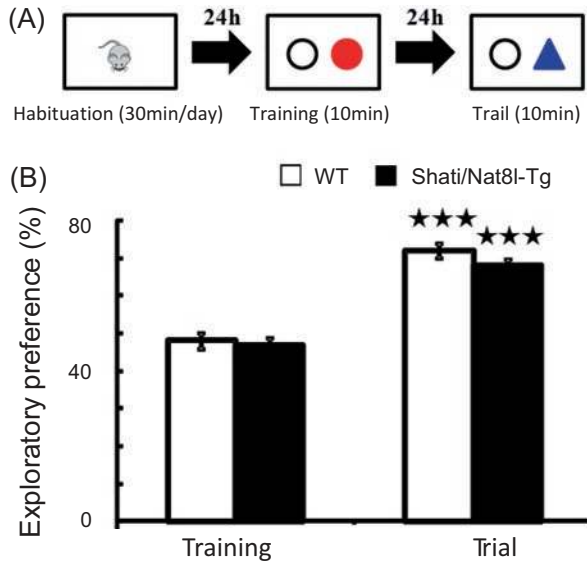 (A)
24h 24h
Habituation (30min/day) Training (10min) Trail (10min)
(B)
WT Shati/Nat8l-Tg
Exploratory preference (%)
80
★★★ ★★★
40
0
Training Trial